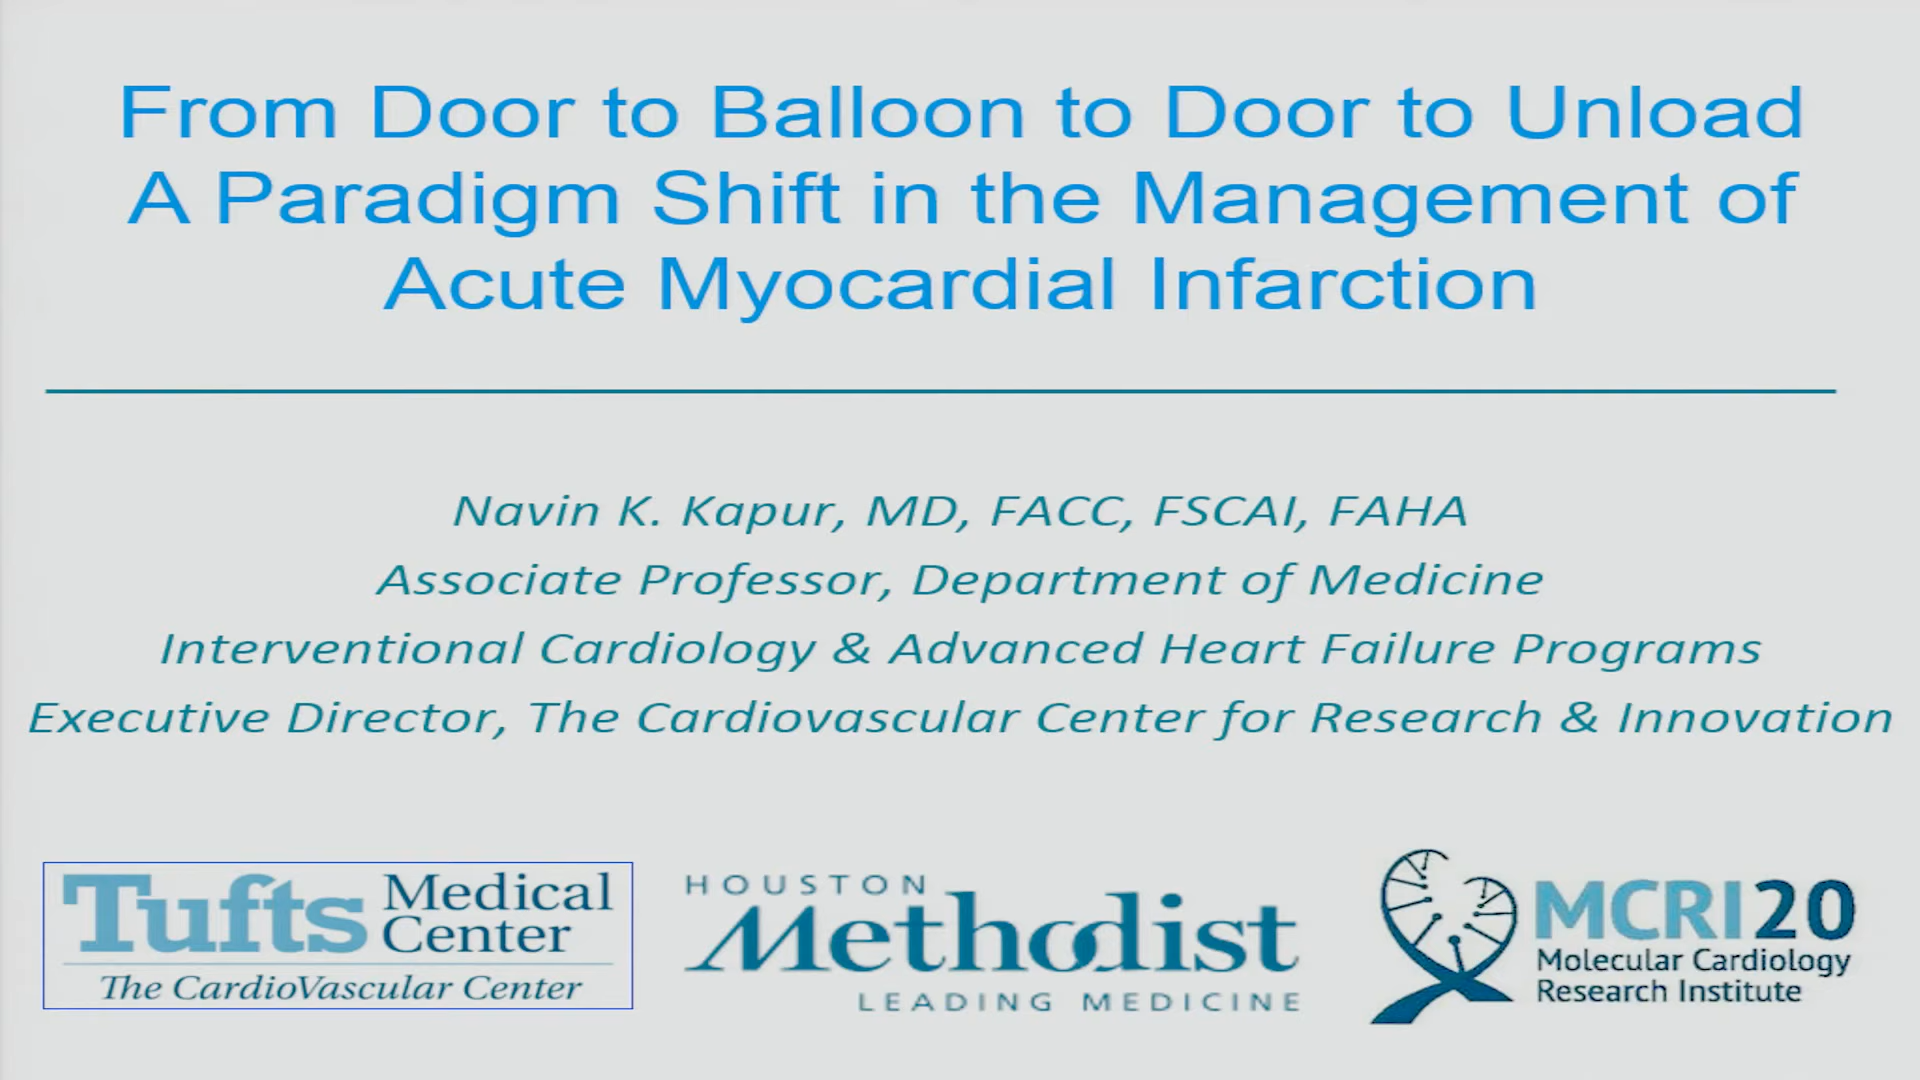 From Door to Balloon to Door to Unload
A Paradigm Shift in the Management of
Acute Myocardial Infarction
Navin K. Kapur, MD, FACC, FSCAI, FAHA
Associate Professor, Department of Medicine
Interventional Cardiology & Advanced Heart Failure Programs
Executive Director, The Cardiovascular Center for Research & Innovation
Tufts Medical
Center
The CardioVascular Center
HOUSTON
Methodist
LEADING MEDICINE
MCRI20
Molecular Cardiology
Research Institute